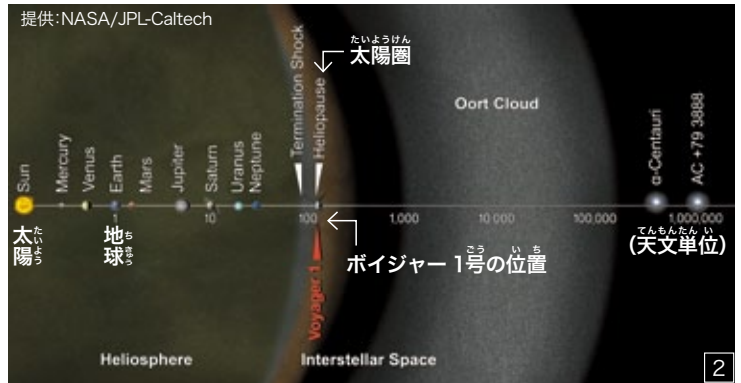 提供:NASA/JPL-Caltech
たいようけん
太陽圏
Termination Shock
Heliopause
Oort Cloud
Sun
Mercury
Venus
Earth
Mars
Jupiter
Saturn
Uranus
Neptune
α-Centauri
AC +79 3888
1
10
100
1,000
10 000
100,000
1,000,000
太陽
たいよう
地球
ちきゅう
Voyager 1
こう い ち
ボイジャー 1号の位置
てんもんたん い
(天文単位)
Heliosphere
Interstellar Space
2